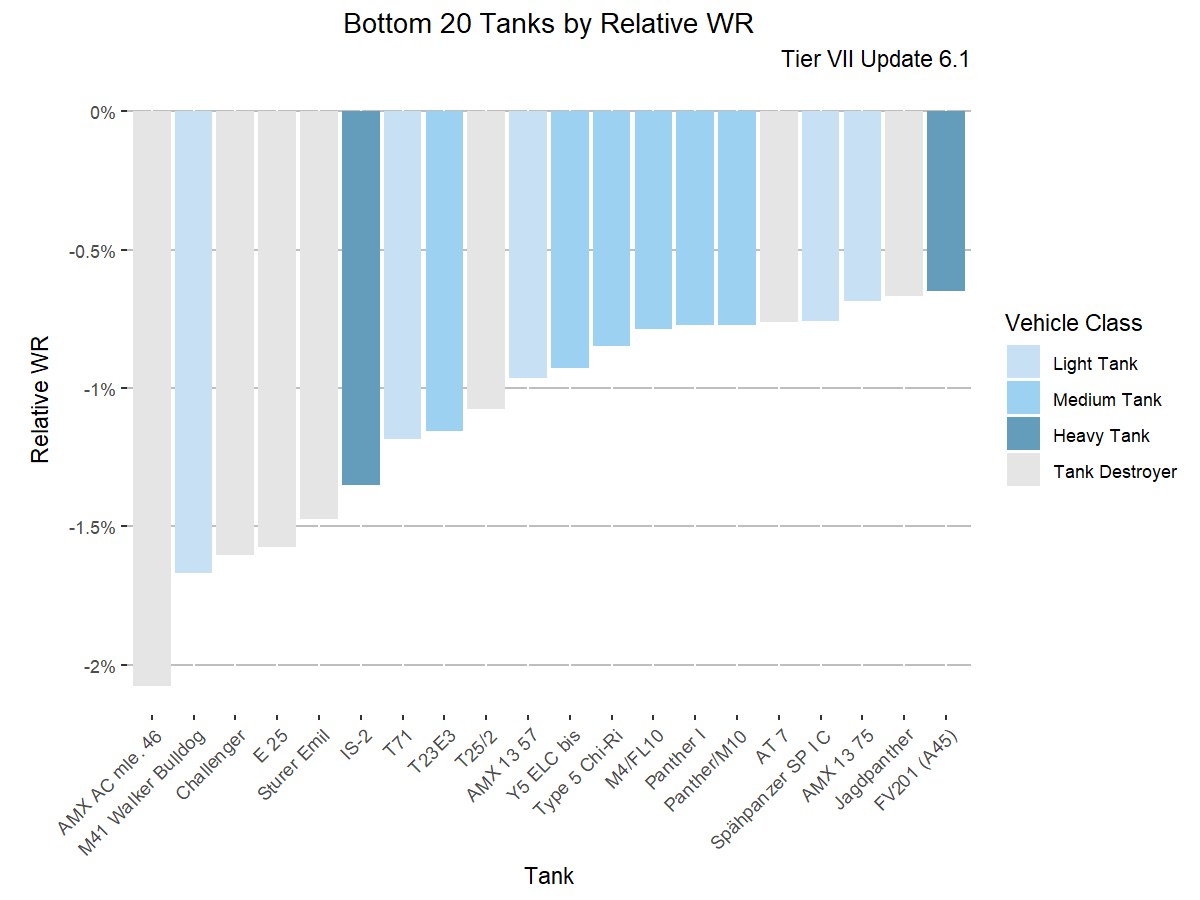 Bottom 20 Tanks by Relative WR
Tier VII Update 6.1
0%
-0.5%
-1%
-1.5%
-2%
Relative WR
AMX AC mle. 46
M41 Walker Bulldog
Challenger
E 25
Sturer Emil
IS-2
T71
T23E3
T25/2
AMX 13 57
Y5 ELC bis
Type 5 Chi-Ri
M4/FL10
Panther I
Panther/M10
AT 7
Spähpanzer SP I C
AMX 13 75
Jagdpanther
FV201 (A45)
Tank
Vehicle Class
Light Tank
Medium Tank
Heavy Tank
Tank Destroyer